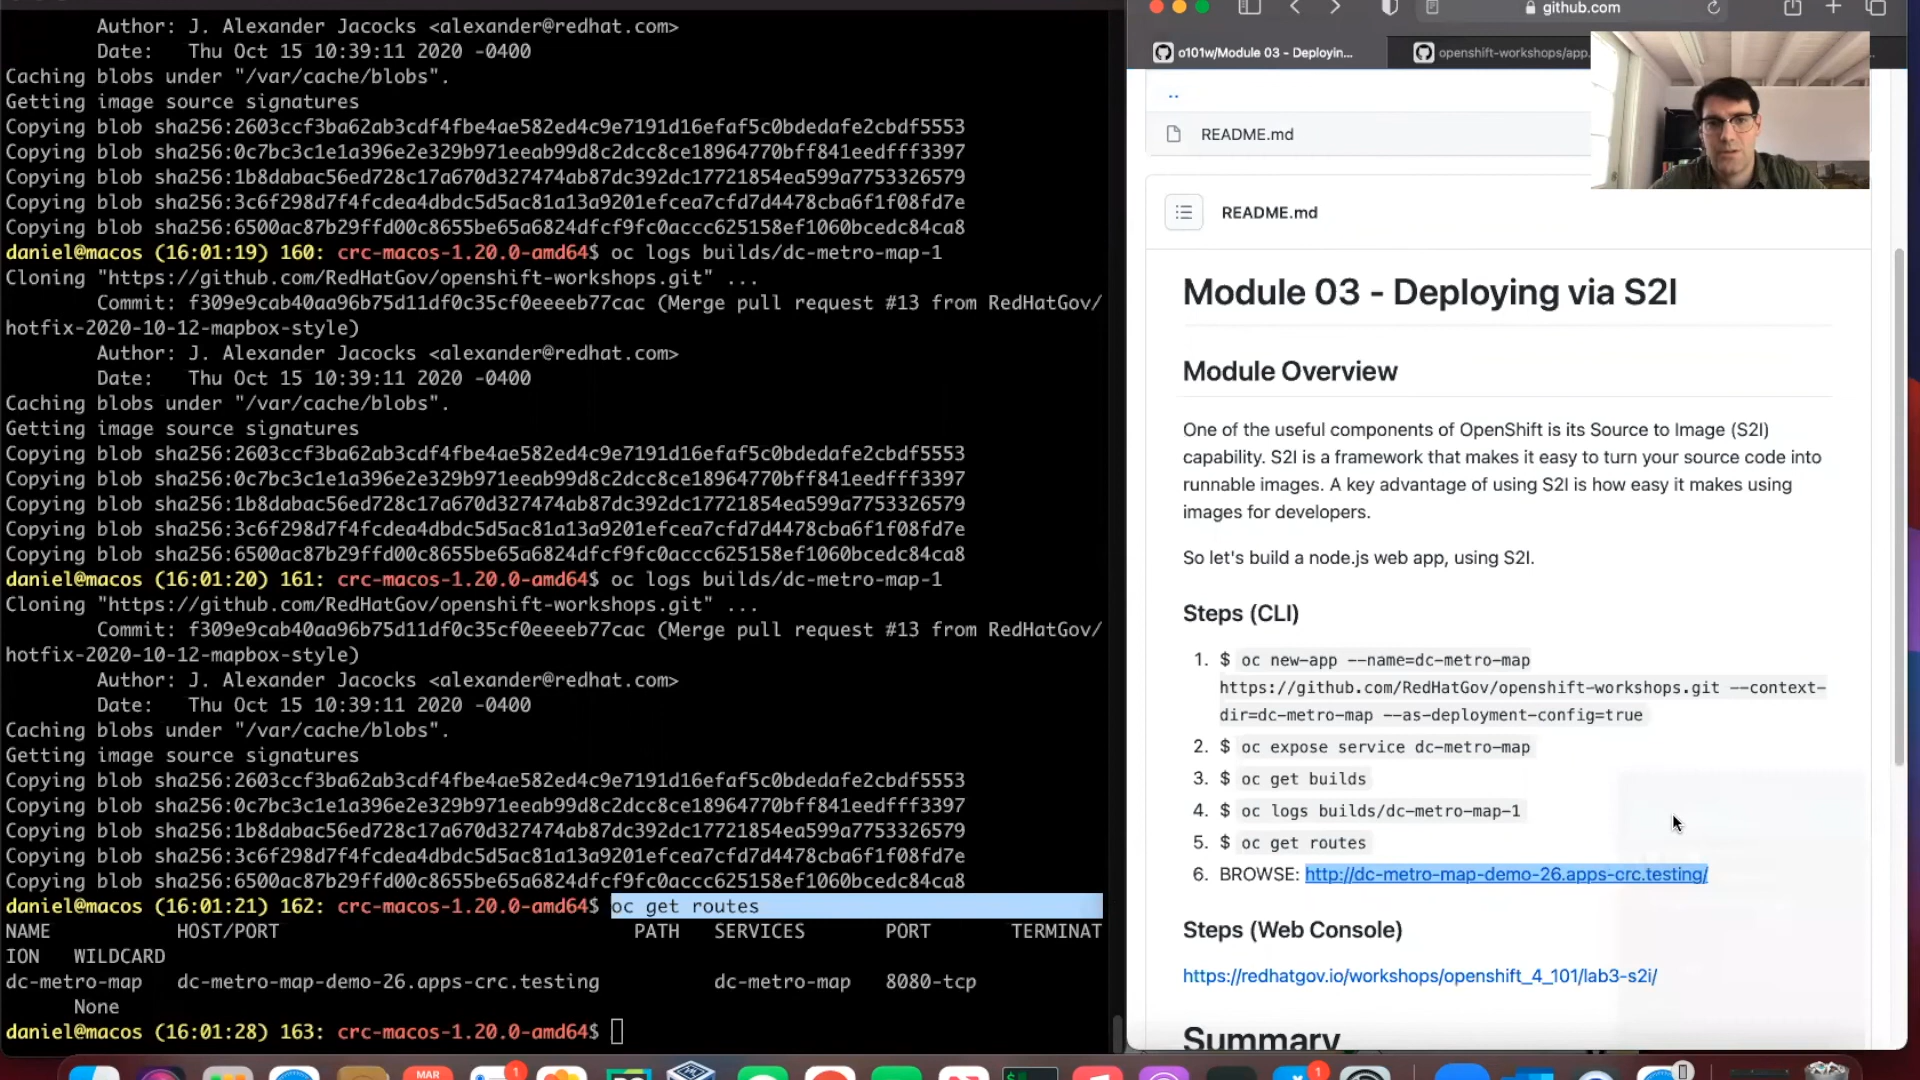 Author: J. Alexander Jacocks <alexander@redhat.com>
Date:   Thu Oct 15 10:39:11 2020 -0400
Caching blobs under "/var/cache/blobs".
Getting image source signatures
Copying blob sha256:2603ccf3ba62ab3cdf4fbe4ae582ed4c9e7191d16efaf5c0bdedafe2cbdf5553
Copying blob sha256:0c7bc3c1e1a396e2e329b971eeab99d8c2dcc8ce18964770bff841eedfff3397
Copying blob sha256:1b8dabac56ed728c17a670d327474ab87dc392dc17721854ea599a7753326579
Copying blob sha256:3c6f298d7f4fcdea4dbdc5d5ac81a13a9201efcea7cfd7d4478cba6f1f08fd7e
Copying blob sha256:6500ac87b29ffd00c8655be65a6824dfcf9fc0accc625158ef1060bcedc84ca8
daniel@macos (16:01:19) 160: crc-macos-1.20.0-amd64$ oc logs builds/dc-metro-map-1
Cloning "https://github.com/RedHatGov/openshift-workshops.git" ...
Commit: f309e9cab40aa96b75d11df0c35cf0eeeeb77cac (Merge pull request #13 from RedHatGov/
hotfix-2020-10-12-mapbox-style)
Author: J. Alexander Jacocks <alexander@redhat.com>
Date:   Thu Oct 15 10:39:11 2020 -0400
Caching blobs under "/var/cache/blobs".
Getting image source signatures
Copying blob sha256:2603ccf3ba62ab3cdf4fbe4ae582ed4c9e7191d16efaf5c0bdedafe2cbdf5553
Copying blob sha256:0c7bc3c1e1a396e2e329b971eeab99d8c2dcc8ce18964770bff841eedfff3397
Copying blob sha256:1b8dabac56ed728c17a670d327474ab87dc392dc17721854ea599a7753326579
Copying blob sha256:3c6f298d7f4fcdea4dbdc5d5ac81a13a9201efcea7cfd7d4478cba6f1f08fd7e
Copying blob sha256:6500ac87b29ffd00c8655be65a6824dfcf9fc0accc625158ef1060bcedc84ca8
daniel@macos (16:01:20) 161: crc-macos-1.20.0-amd64$ oc logs builds/dc-metro-map-1
Cloning "https://github.com/RedHatGov/openshift-workshops.git" ...
Commit: f309e9cab40aa96b75d11df0c35cf0eeeeb77cac (Merge pull request #13 from RedHatGov/
hotfix-2020-10-12-mapbox-style)
Author: J. Alexander Jacocks <alexander@redhat.com>
Date:   Thu Oct 15 10:39:11 2020 -0400
Caching blobs under "/var/cache/blobs".
Getting image source signatures
Copying blob sha256:2603ccf3ba62ab3cdf4fbe4ae582ed4c9e7191d16efaf5c0bdedafe2cbdf5553
Copying blob sha256:0c7bc3c1e1a396e2e329b971eeab99d8c2dcc8ce18964770bff841eedfff3397
Copying blob sha256:1b8dabac56ed728c17a670d327474ab87dc392dc17721854ea599a7753326579
Copying blob sha256:3c6f298d7f4fcdea4dbdc5d5ac81a13a9201efcea7cfd7d4478cba6f1f08fd7e
Copying blob sha256:6500ac87b29ffd00c8655be65a6824dfcf9fc0accc625158ef1060bcedc84ca8
daniel@macos (16:01:21) 162: crc-macos-1.20.0-amd64$ oc get routes
NAME HOST/PORT PATH SERVICES PORT TERMINAT
ION WILDCARD
dc-metro-map dc-metro-map-demo-26.apps-crc.testing dc-metro-map 8080-tcp
None
daniel@macos (16:01:28) 163: crc-macos-1.20.0-amd64$
github.com
o101w/Module 03 - Deployin...
openshift-workshops/app.
..
README.md
README.md
Module 03 - Deploying via S2I
Module Overview
One of the useful components of OpenShift is its Source to Image (S2I)
capability. S2I is a framework that makes it easy to turn your source code into
runnable images. A key advantage of using S2I is how easy it makes using
images for developers.
So let's build a node.js web app, using S2I.
Steps (CLI)
1. $ oc new-app --name=dc-metro-map
https://github.com/RedHatGov/openshift-workshops.git --context-
dir=dc-metro-map --as-deployment-config=true
2. $ oc expose service dc-metro-map
3. $ oc get builds
4. $ oc logs builds/dc-metro-map-1
5. $ oc get routes
6. BROWSE: http://dc-metro-map-demo-26.apps-crc.testing/
Steps (Web Console)
https://redhatgov.io/workshops/openshift_4_101/lab3-s2i/
Summary
MAR
1
1